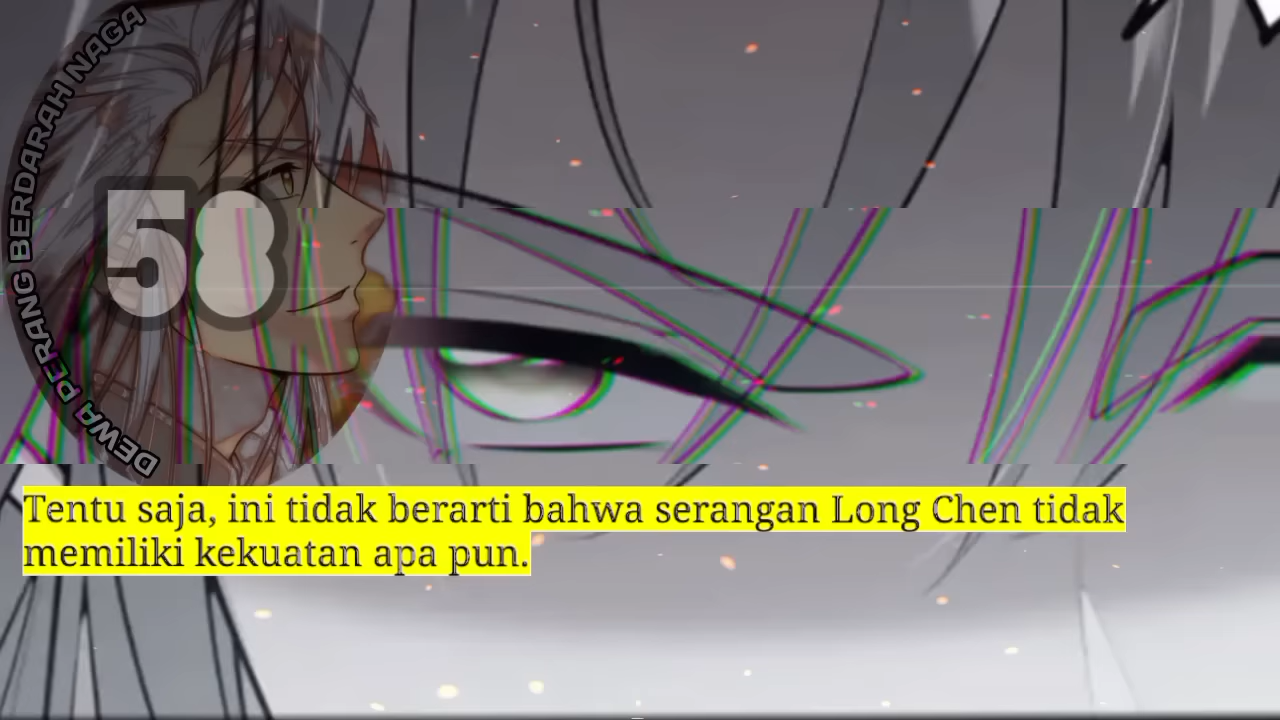 DEWA PERANG BERDARAH NAGA
58
Tentu saja, ini tidak berarti bahwa serangan Long Chen tidak
memiliki kekuatan apa pun.